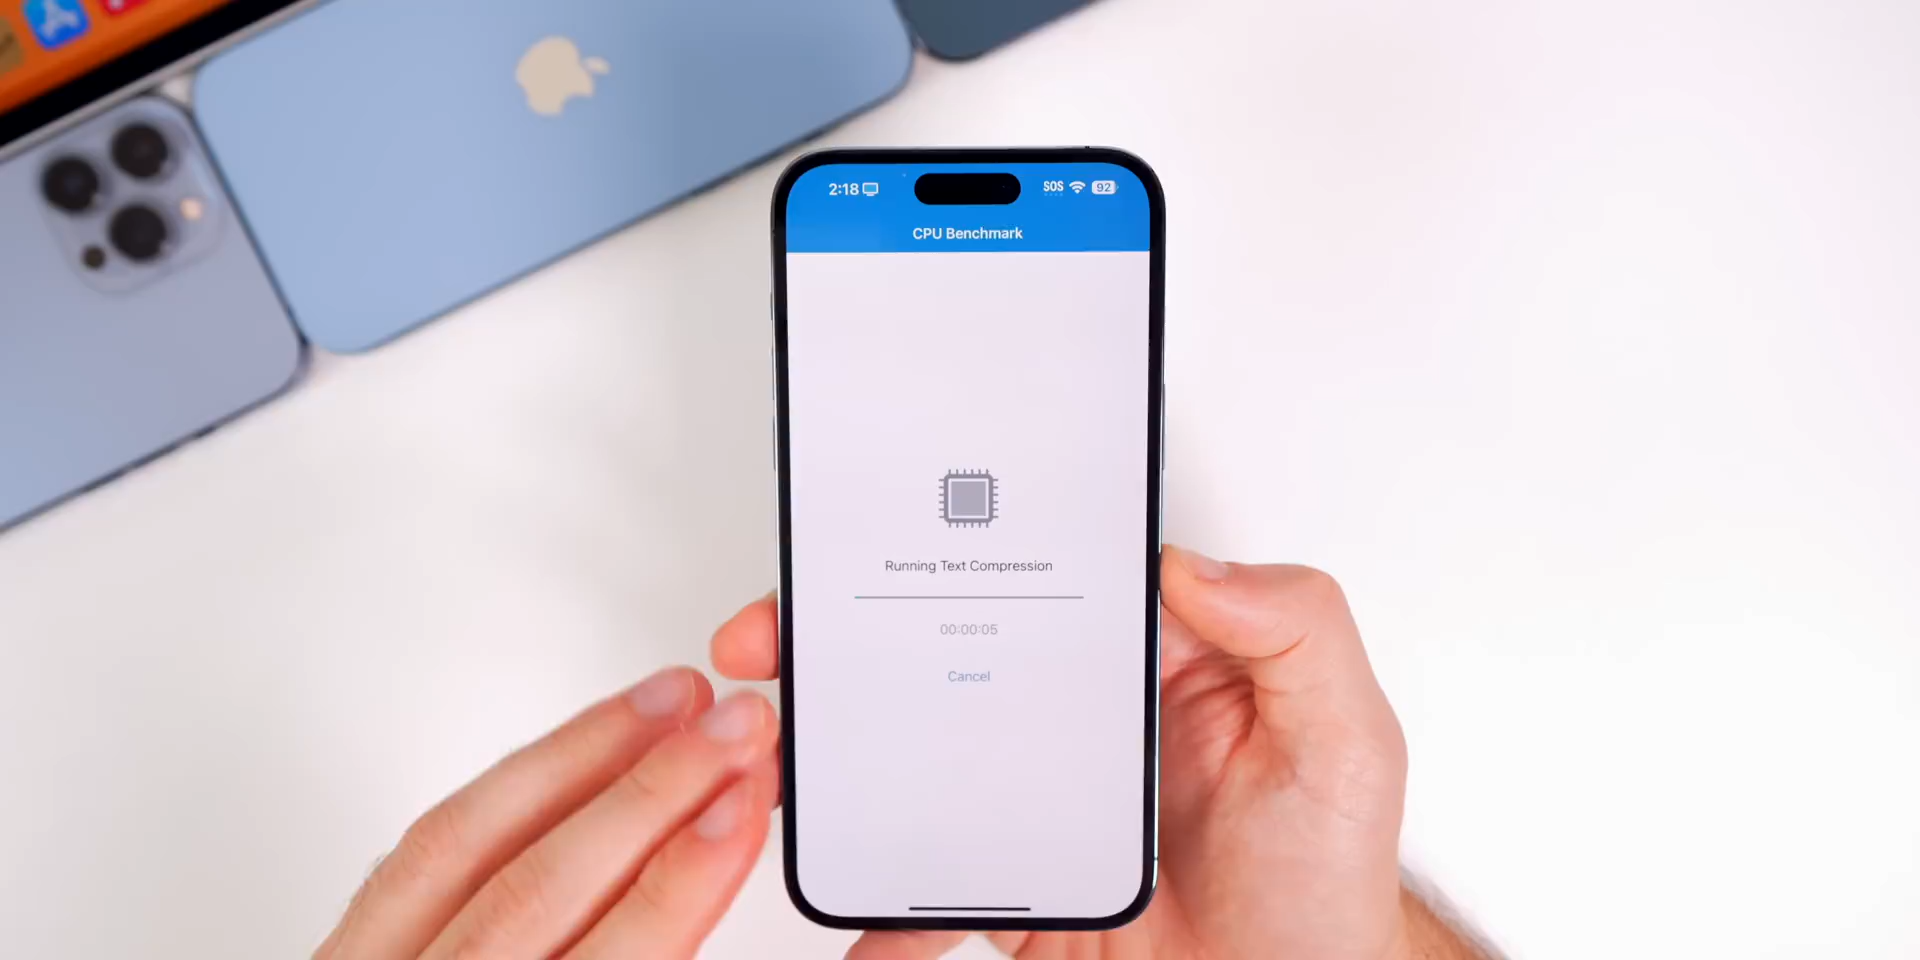 2:18
SOS 92
CPU Benchmark
Running Text Compression
00:00:05
Cancel